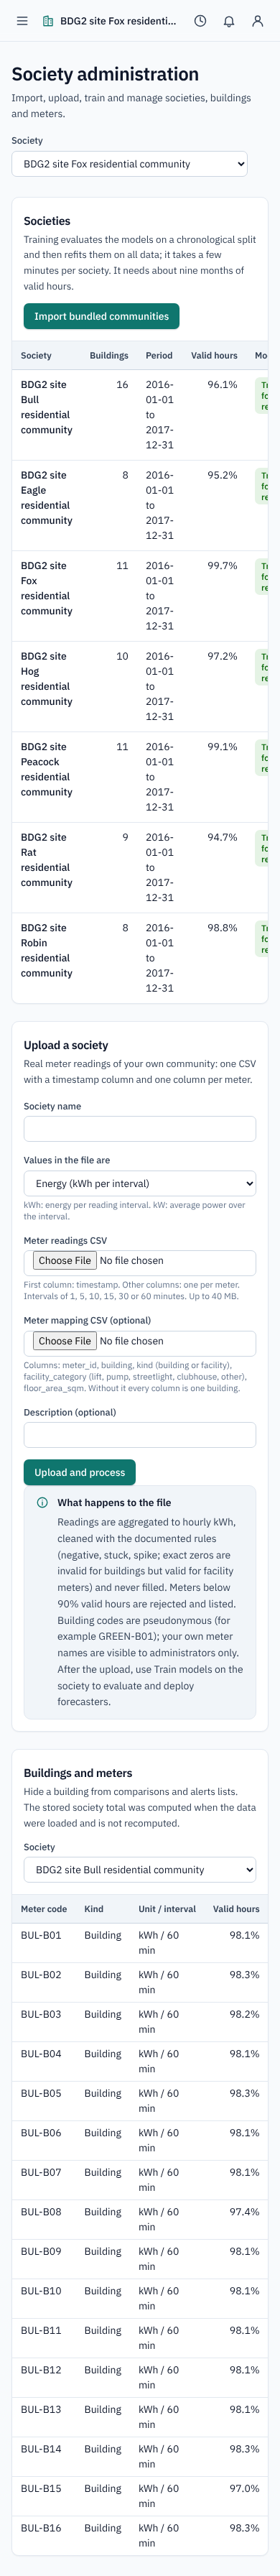 BDG2 site Fox residenti...
Society administration
Import, upload, train and manage societies, buildings
and meters.
Society
BDG2 site Fox residential community
Societies
Training evaluates the models on a chronological split
and then refits them on all data; it takes a few
minutes per society. It needs about nine months of
valid hours.
Import bundled communities
Society Buildings Period Valid hours Mo
BDG2 site 16 2016- 96.1% Tr
Bull 01-01 fo
residential to re
community 2017-
12-31
BDG2 site 8 2016- 95.2% Tr
Eagle 01-01 fo
residential to re
community 2017-
12-31
BDG2 site 11 2016- 99.7% Tr
Fox 01-01 fo
residential to re
community 2017-
12-31
BDG2 site 10 2016- 97.2% Tr
Hog 01-01 fo
residential to re
community 2017-
12-31
BDG2 site 11 2016- 99.1% Tr
Peacock 01-01 fo
residential to re
community 2017-
12-31
BDG2 site 9 2016- 94.7% Tr
Rat 01-01 fo
residential to re
community 2017-
12-31
BDG2 site 8 2016- 98.8% Tr
Robin 01-01 fo
residential to re
community 2017-
12-31
Upload a society
Real meter readings of your own community: one CSV
with a timestamp column and one column per meter.
Society name
Values in the file are
Energy (kWh per interval)
kWh: energy per reading interval. kW: average power over
the interval.
Meter readings CSV
Choose File No file chosen
First column: timestamp. Other columns: one per meter.
Intervals of 1, 5, 10, 15, 30 or 60 minutes. Up to 40 MB.
Meter mapping CSV (optional)
Choose File No file chosen
Columns: meter_id, building, kind (building or facility),
facility_category (lift, pump, streetlight, clubhouse, other),
floor_area_sqm. Without it every column is one building.
Description (optional)
Upload and process
What happens to the file
Readings are aggregated to hourly kWh,
cleaned with the documented rules
(negative, stuck, spike; exact zeros are
invalid for buildings but valid for facility
meters) and never filled. Meters below
90% valid hours are rejected and listed.
Building codes are pseudonyms (for
example GREEN-B01); your own meter
names are visible to administrators only.
After the upload, use Train models on the
society to evaluate and deploy
forecasters.
Buildings and meters
Hide a building from comparisons and alerts lists.
The stored society total was computed when the data
were loaded and is not recomputed.
Society
BDG2 site Bull residential community
Meter code Kind Unit / interval Valid hours
BUL-B01 Building kWh / 60 98.1%
min
BUL-B02 Building kWh / 60 98.3%
min
BUL-B03 Building kWh / 60 98.2%
min
BUL-B04 Building kWh / 60 98.1%
min
BUL-B05 Building kWh / 60 98.3%
min
BUL-B06 Building kWh / 60 98.1%
min
BUL-B07 Building kWh / 60 98.1%
min
BUL-B08 Building kWh / 60 97.4%
min
BUL-B09 Building kWh / 60 98.1%
min
BUL-B10 Building kWh / 60 98.1%
min
BUL-B11 Building kWh / 60 98.1%
min
BUL-B12 Building kWh / 60 98.1%
min
BUL-B13 Building kWh / 60 98.1%
min
BUL-B14 Building kWh / 60 98.3%
min
BUL-B15 Building kWh / 60 97.0%
min
BUL-B16 Building kWh / 60 98.3%
min